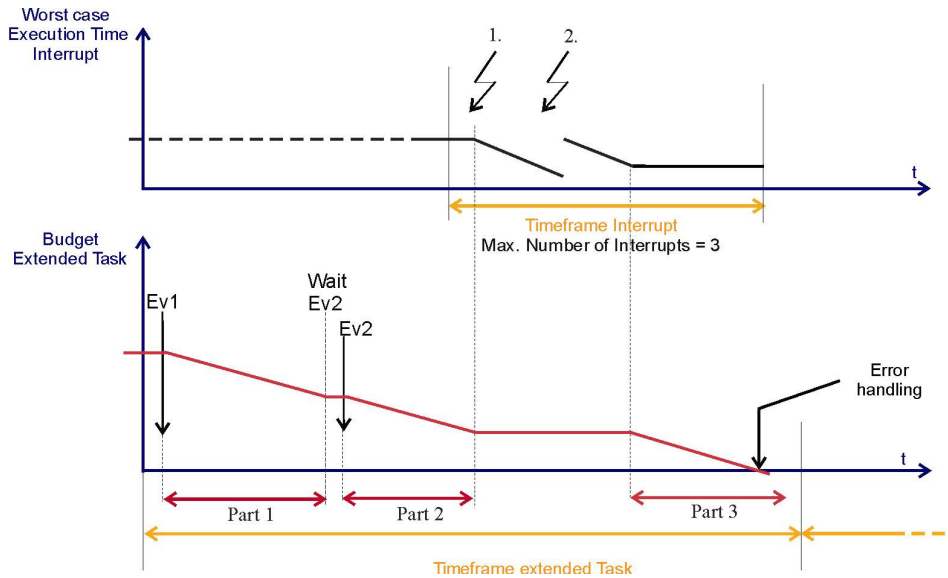 Worst case
Execution Time
Interrupt
1.
2.
t
Timeframe Interrupt
Max. Number of Interrupts = 3
Budget
Extended Task
Ev1
Wait
Ev2
Ev2
Error
handling
t
Part 1
Part 2
Part 3
Timeframe extended Task